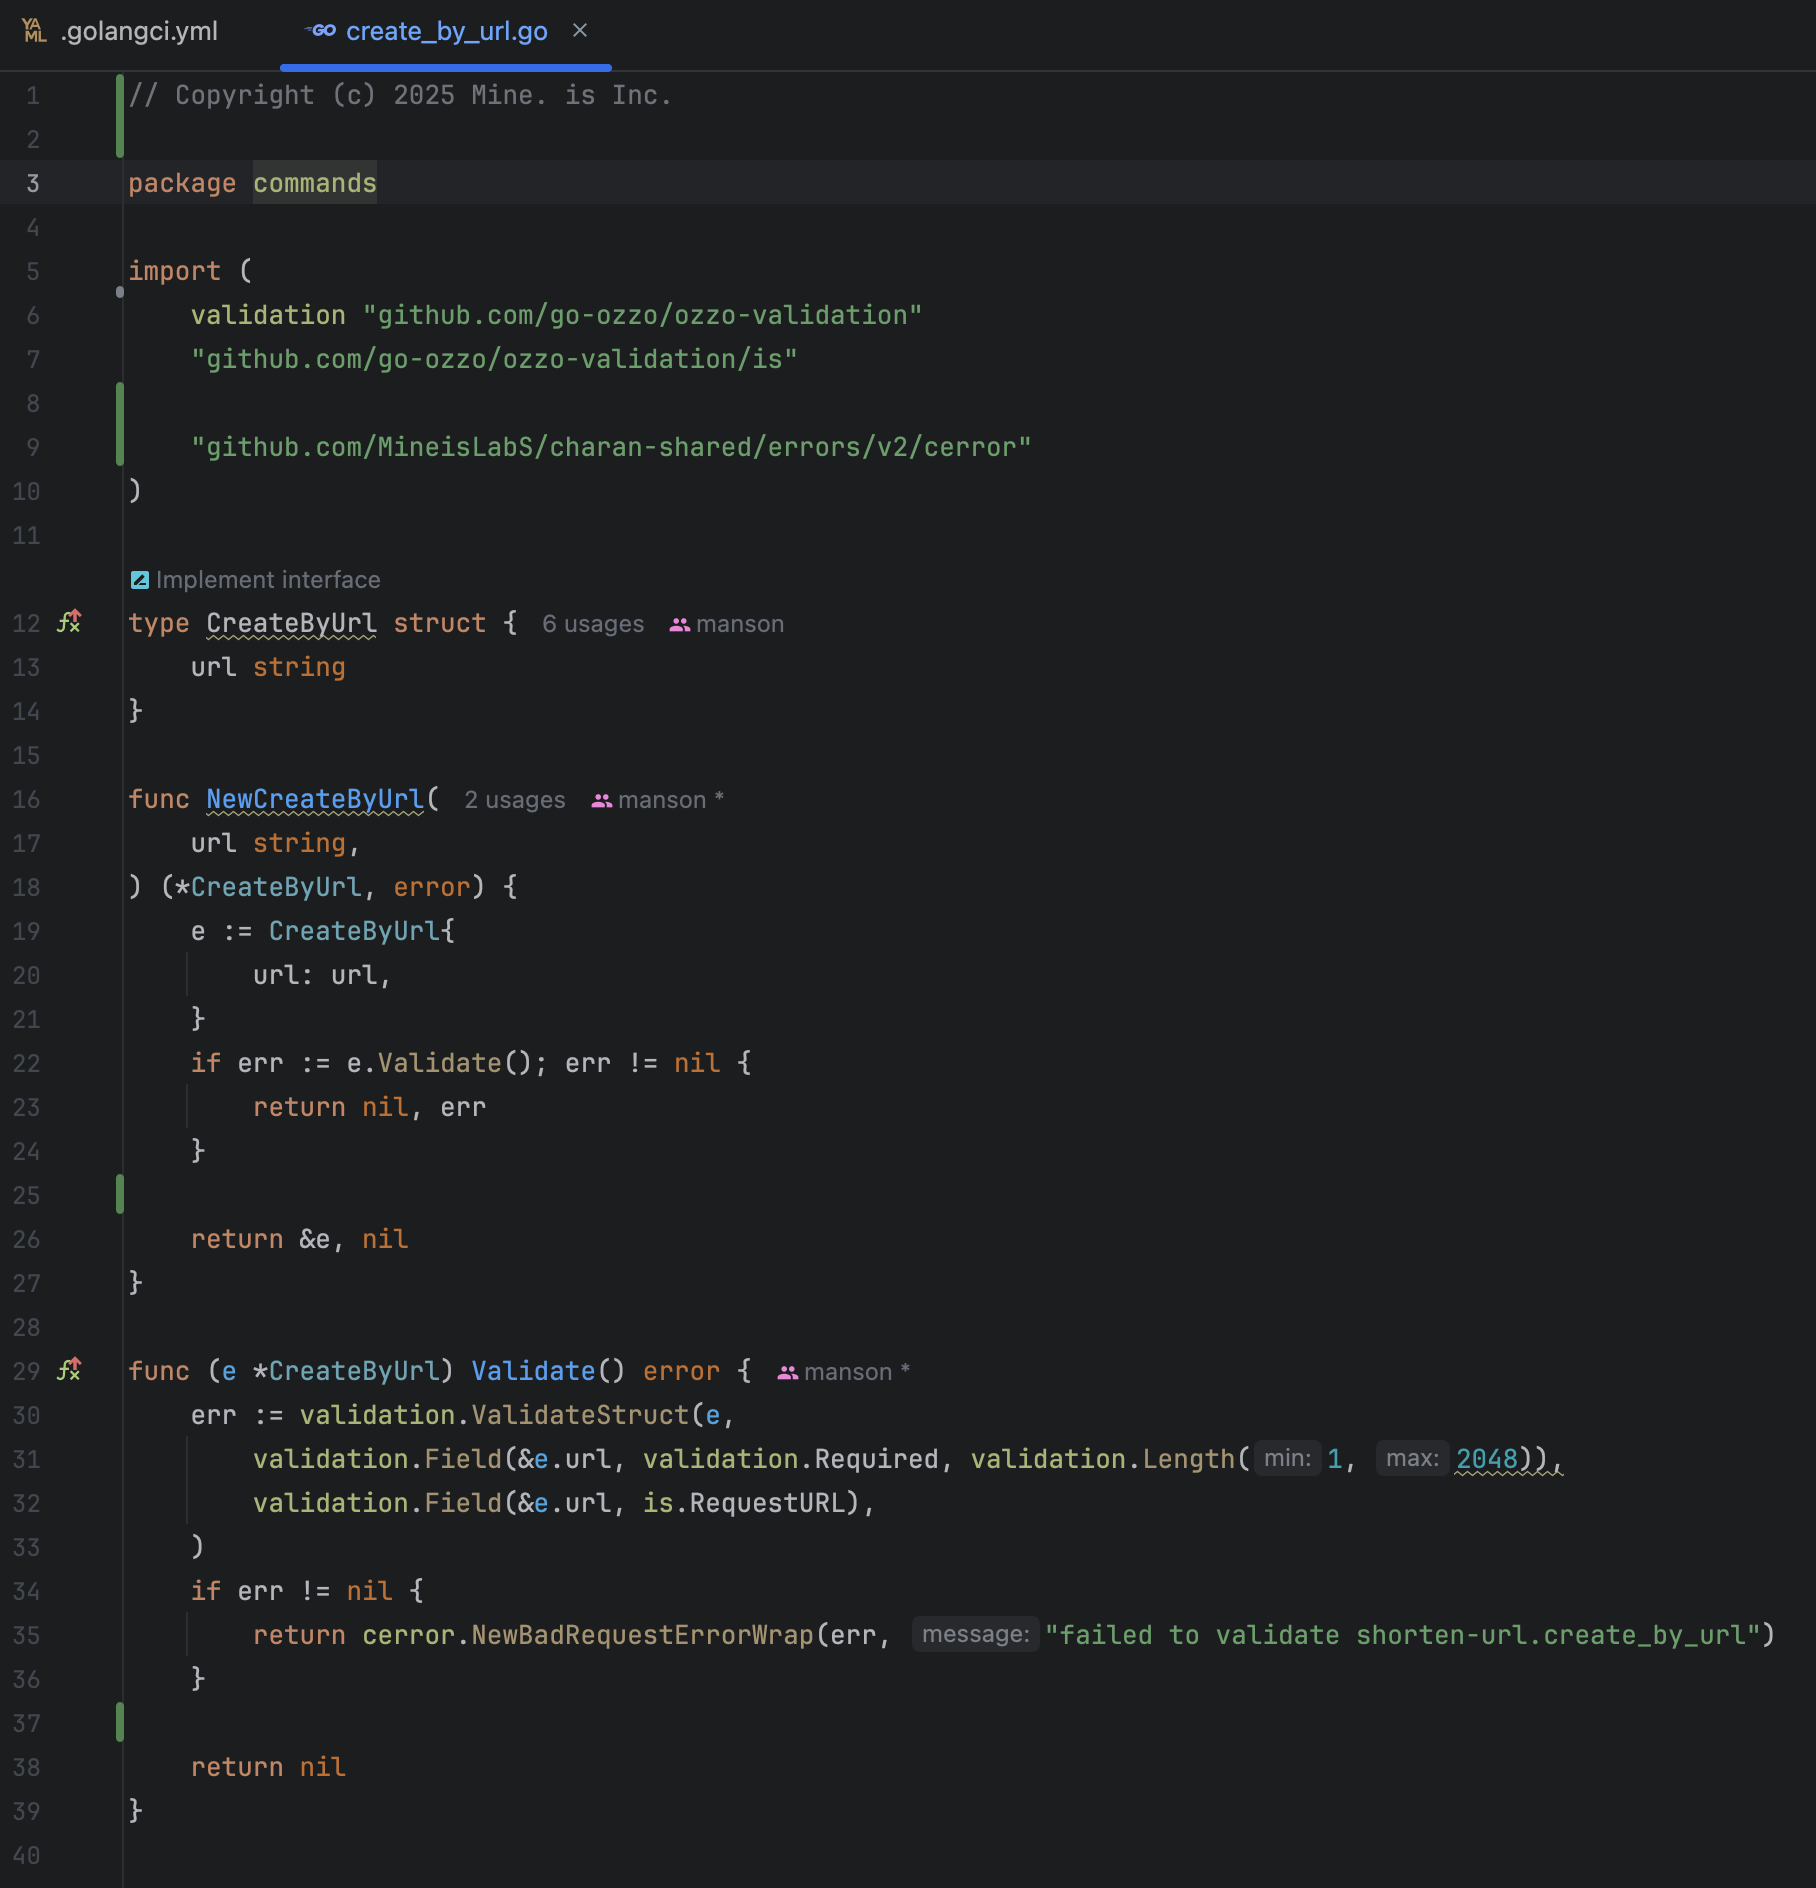 YAML .golangci.yml GO create_by_url.go ×
1 // Copyright (c) 2025 Mine. is Inc.
2
3 package commands
4
5 import (
6 validation "github.com/go-ozzo/ozzo-validation"
7 "github.com/go-ozzo/ozzo-validation/is"
8
9 "github.com/MineisLabS/charan-shared/errors/v2/cerror"
10 )
11
Implement interface
12 type CreateByUrl struct { 6 usages manson
13 url string
14 }
15
16 func NewCreateByUrl( 2 usages manson *
17 url string,
18 ) (*CreateByUrl, error) {
19 e := CreateByUrl{
20 url: url,
21 }
22 if err := e.Validate(); err != nil {
23 return nil, err
24 }
25
26 return &e, nil
27 }
28
29 func (e *CreateByUrl) Validate() error { manson *
30 err := validation.ValidateStruct(e,
31 validation.Field(&e.url, validation.Required, validation.Length( min: 1, max: 2048)),
32 validation.Field(&e.url, is.RequestURL),
33 )
34 if err != nil {
35 return cerror.NewBadRequestErrorWrap(err, message: "failed to validate shorten-url.create_by_url")
36 }
37
38 return nil
39 }
40